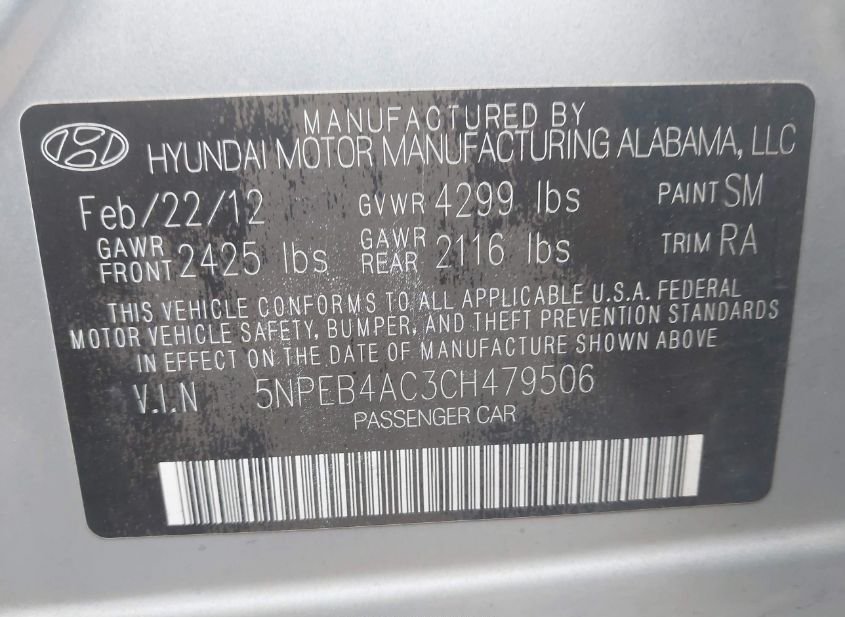 MANUFACTURED BY
HYUNDAI MOTOR MANUFACTURING ALABAMA, LLC
Feb/22/12 GVWR 4299 lbs PAINT SM
GAWR FRONT 2425 lbs GAWR REAR 2116 lbs TRIM RA
THIS VEHICLE CONFORMS TO ALL APPLICABLE U.S.A. FEDERAL
MOTOR VEHICLE SAFETY, BUMPER, AND THEFT PREVENTION STANDARDS
IN EFFECT ON THE DATE OF MANUFACTURE SHOWN ABOVE
V.I.N 5NPEB4AC3CH479506
PASSENGER CAR